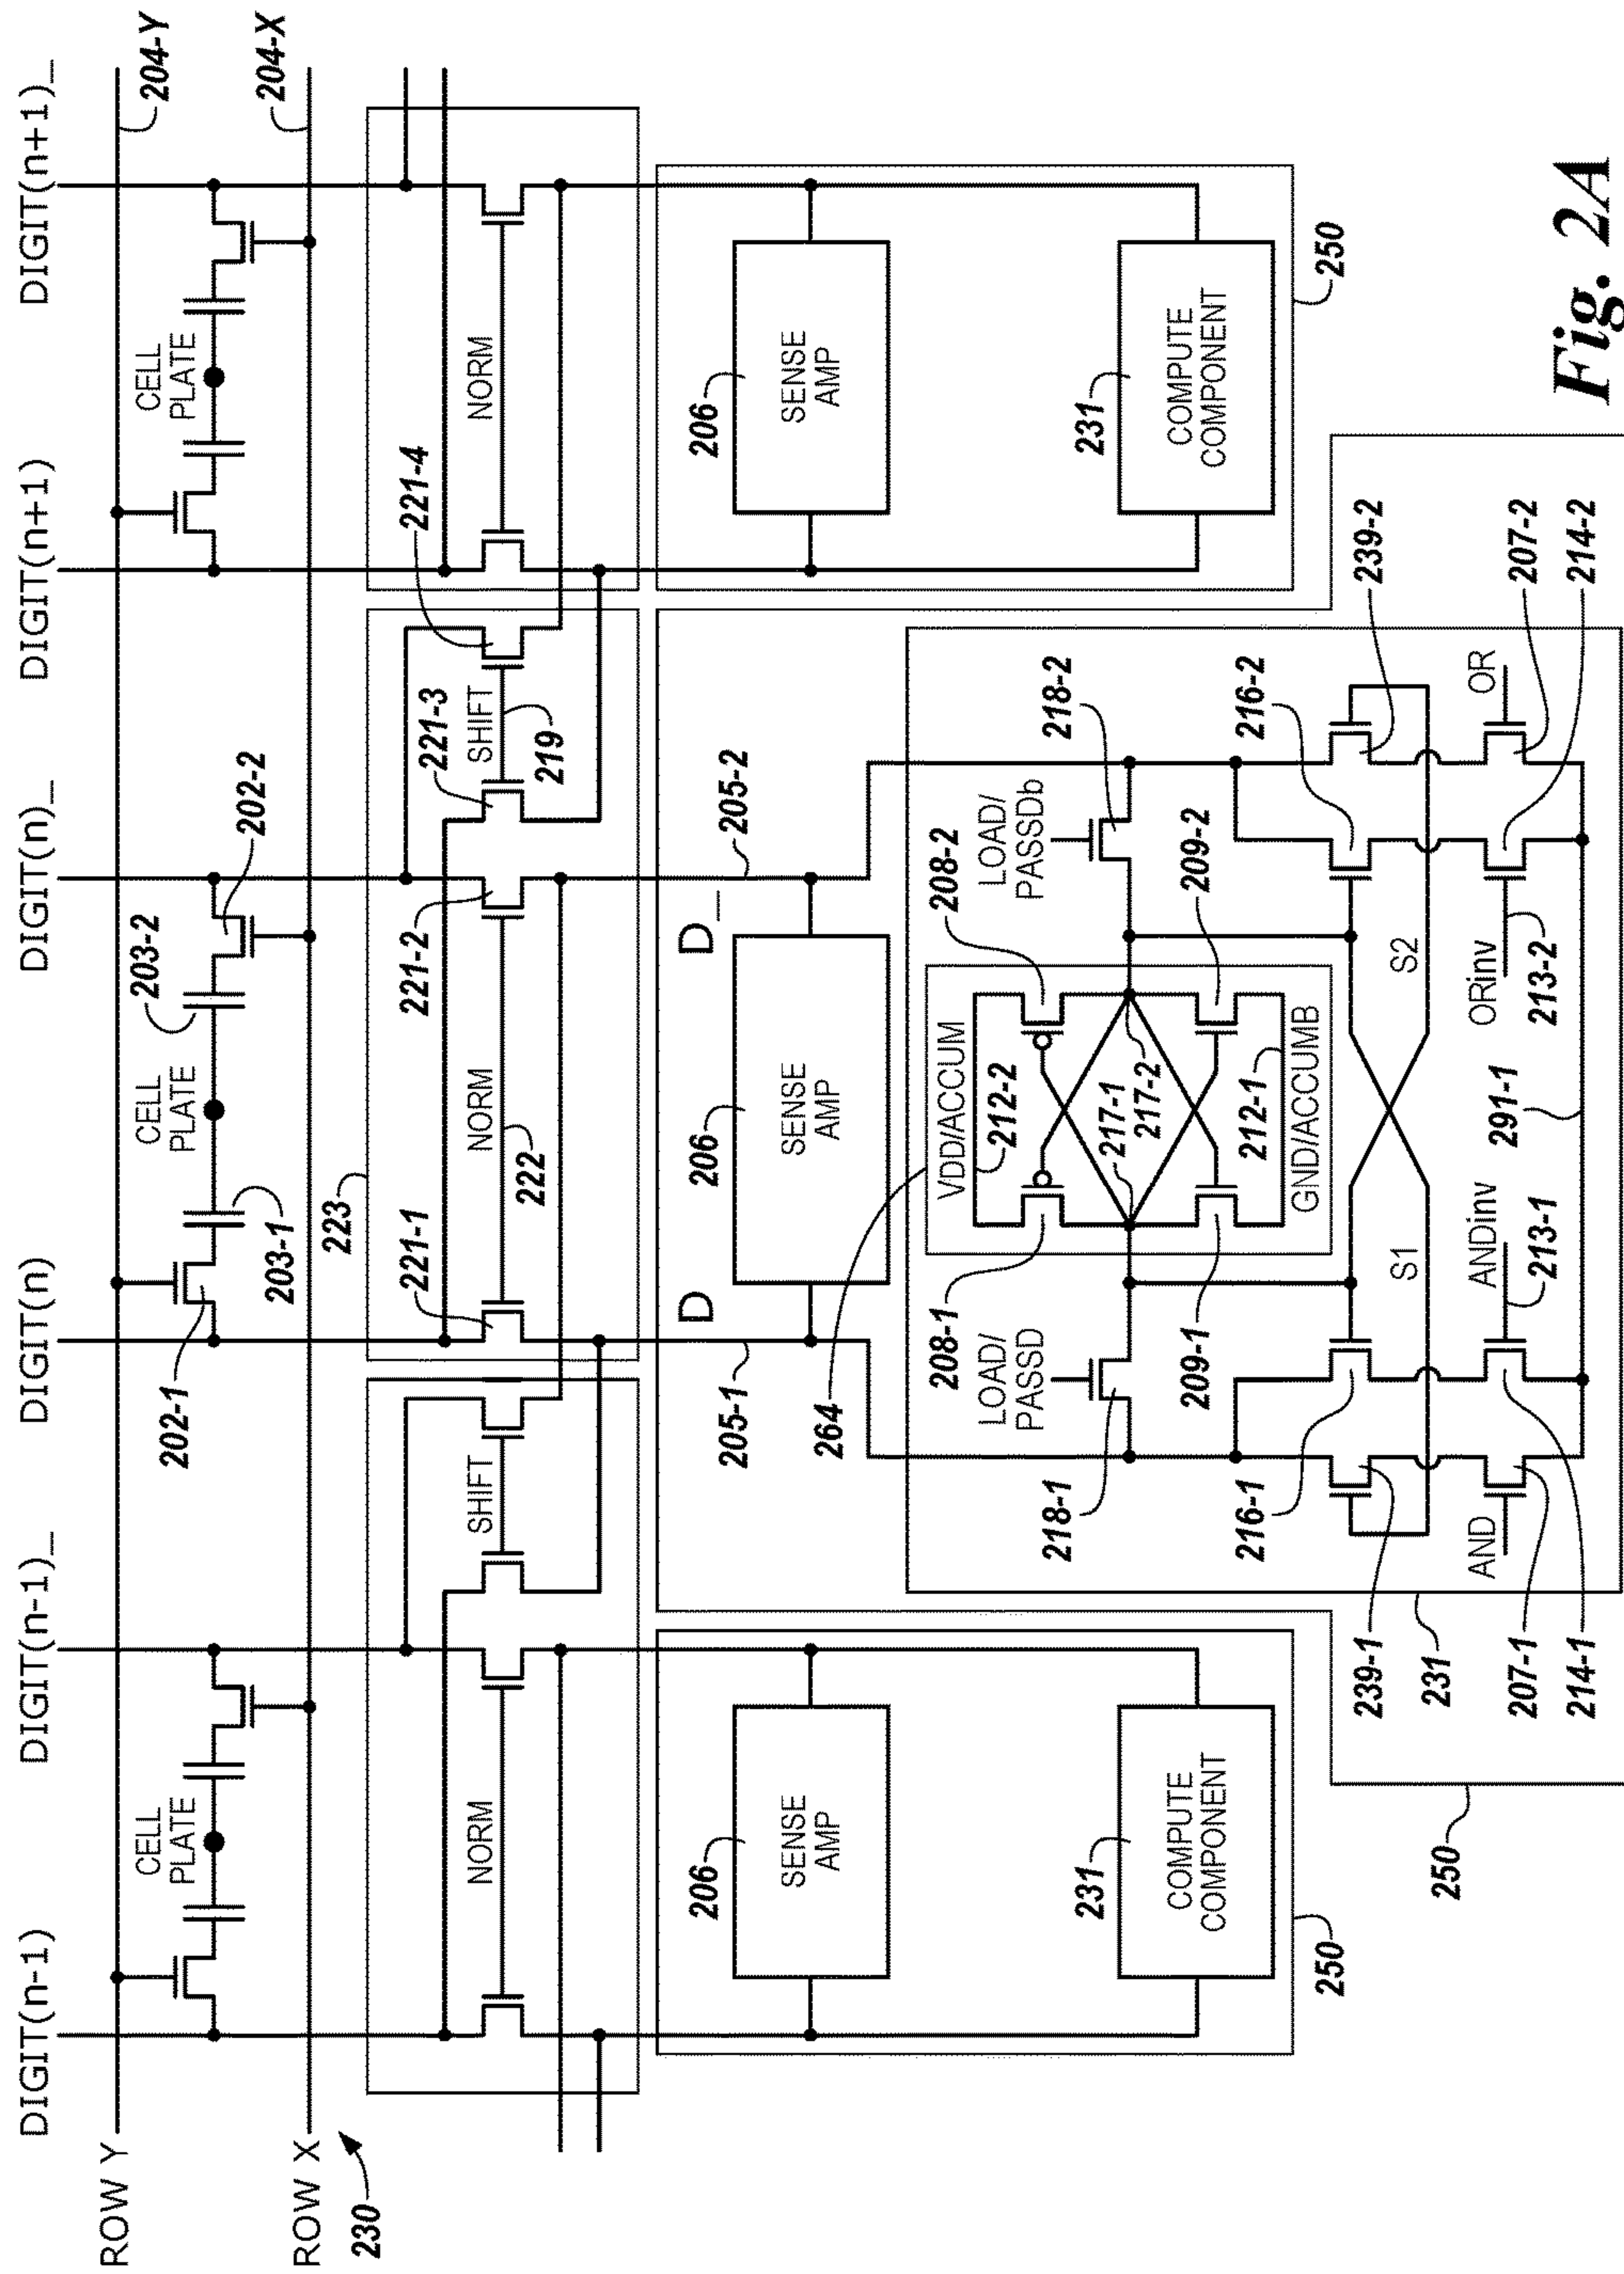 DIGIT(n-1)
DIGIT(n-1)_
DIGIT(n)
DIGIT(n)_
DIGIT(n+1)
DIGIT(n+1)_
ROW Y
204-Y
CELL
PLATE
202-1
203-1
CELL
PLATE
203-2
202-2
CELL
PLATE
204-X
ROW X
230
223
NORM
SHIFT
221-1
NORM
222
221-2
221-3
SHIFT
219
221-4
NORM
205-1
D
D_
205-2
206
SENSE
AMP
206
SENSE
AMP
206
SENSE
AMP
264
VDD/ACCUM
212-2
208-1
208-2
LOAD/
PASSD
LOAD/
PASSDb
218-1
218-2
217-1
217-2
209-1
209-2
212-1
GND/ACCUMB
231
COMPUTE
COMPONENT
231
COMPUTE
COMPONENT
250
250
216-1
216-2
239-1
239-2
S1
S2
231
250
AND
ANDinv
ORinv
OR
207-1
213-1
291-1
213-2
207-2
214-1
214-2
Fig. 2A